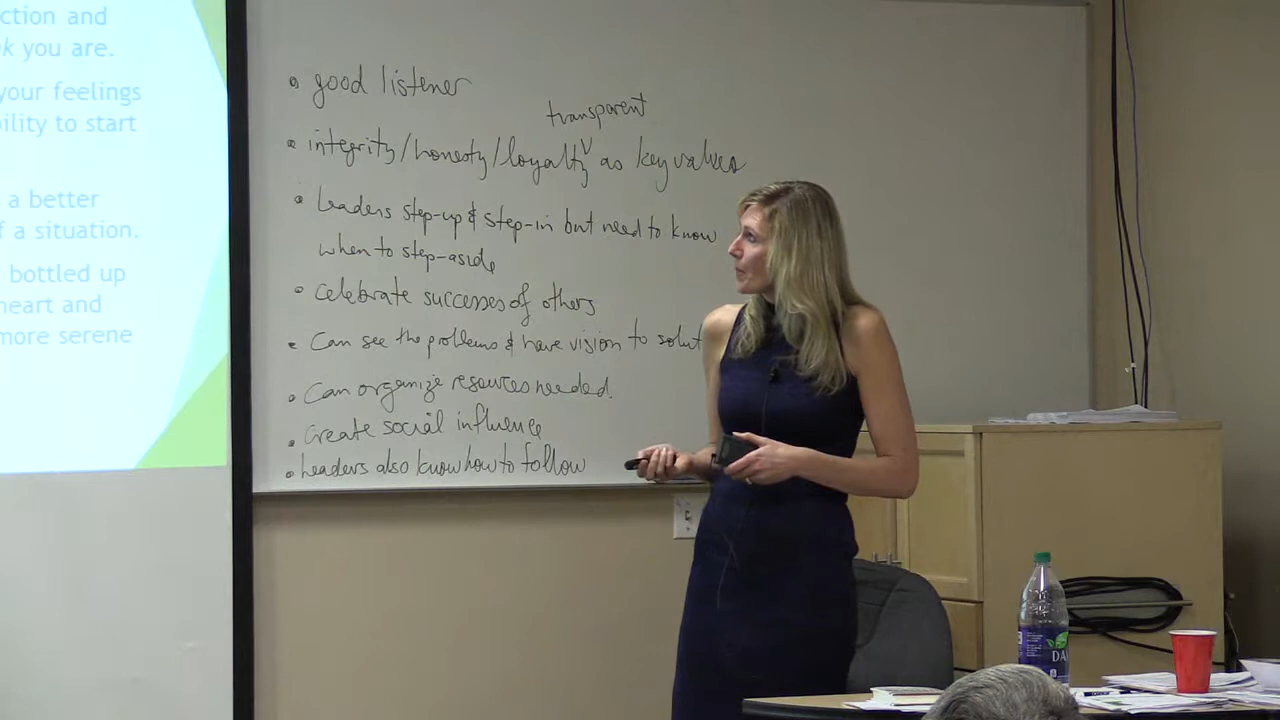 ction and
k you are.
your feelings
bility to start
a better
f a situation.
bottled up
heart and
more serene
• good listener
transparent
• integrity/honesty/loyalty V as key values
• Leaders step-up & step-in but need to know
when to step-aside
• celebrate successes of others
• Can see the problems & have vision to solut
• Can organize resources needed.
• Create social influence
• Leaders also know how to follow
DA